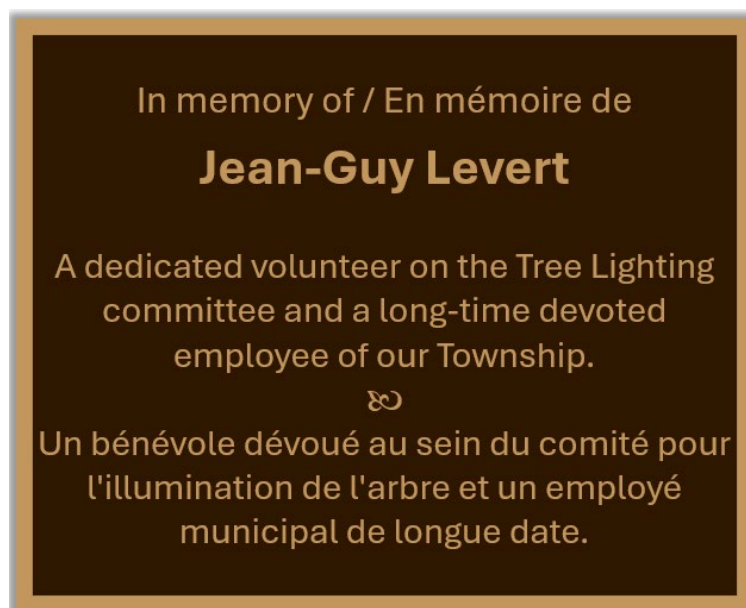 In memory of / En mémoire de
Jean-Guy Levert
A dedicated volunteer on the Tree Lighting
committee and a long-time devoted
employee of our Township.
Un bénévole dévoué au sein du comité pour
l'illumination de l'arbre et un employé
municipal de longue date.